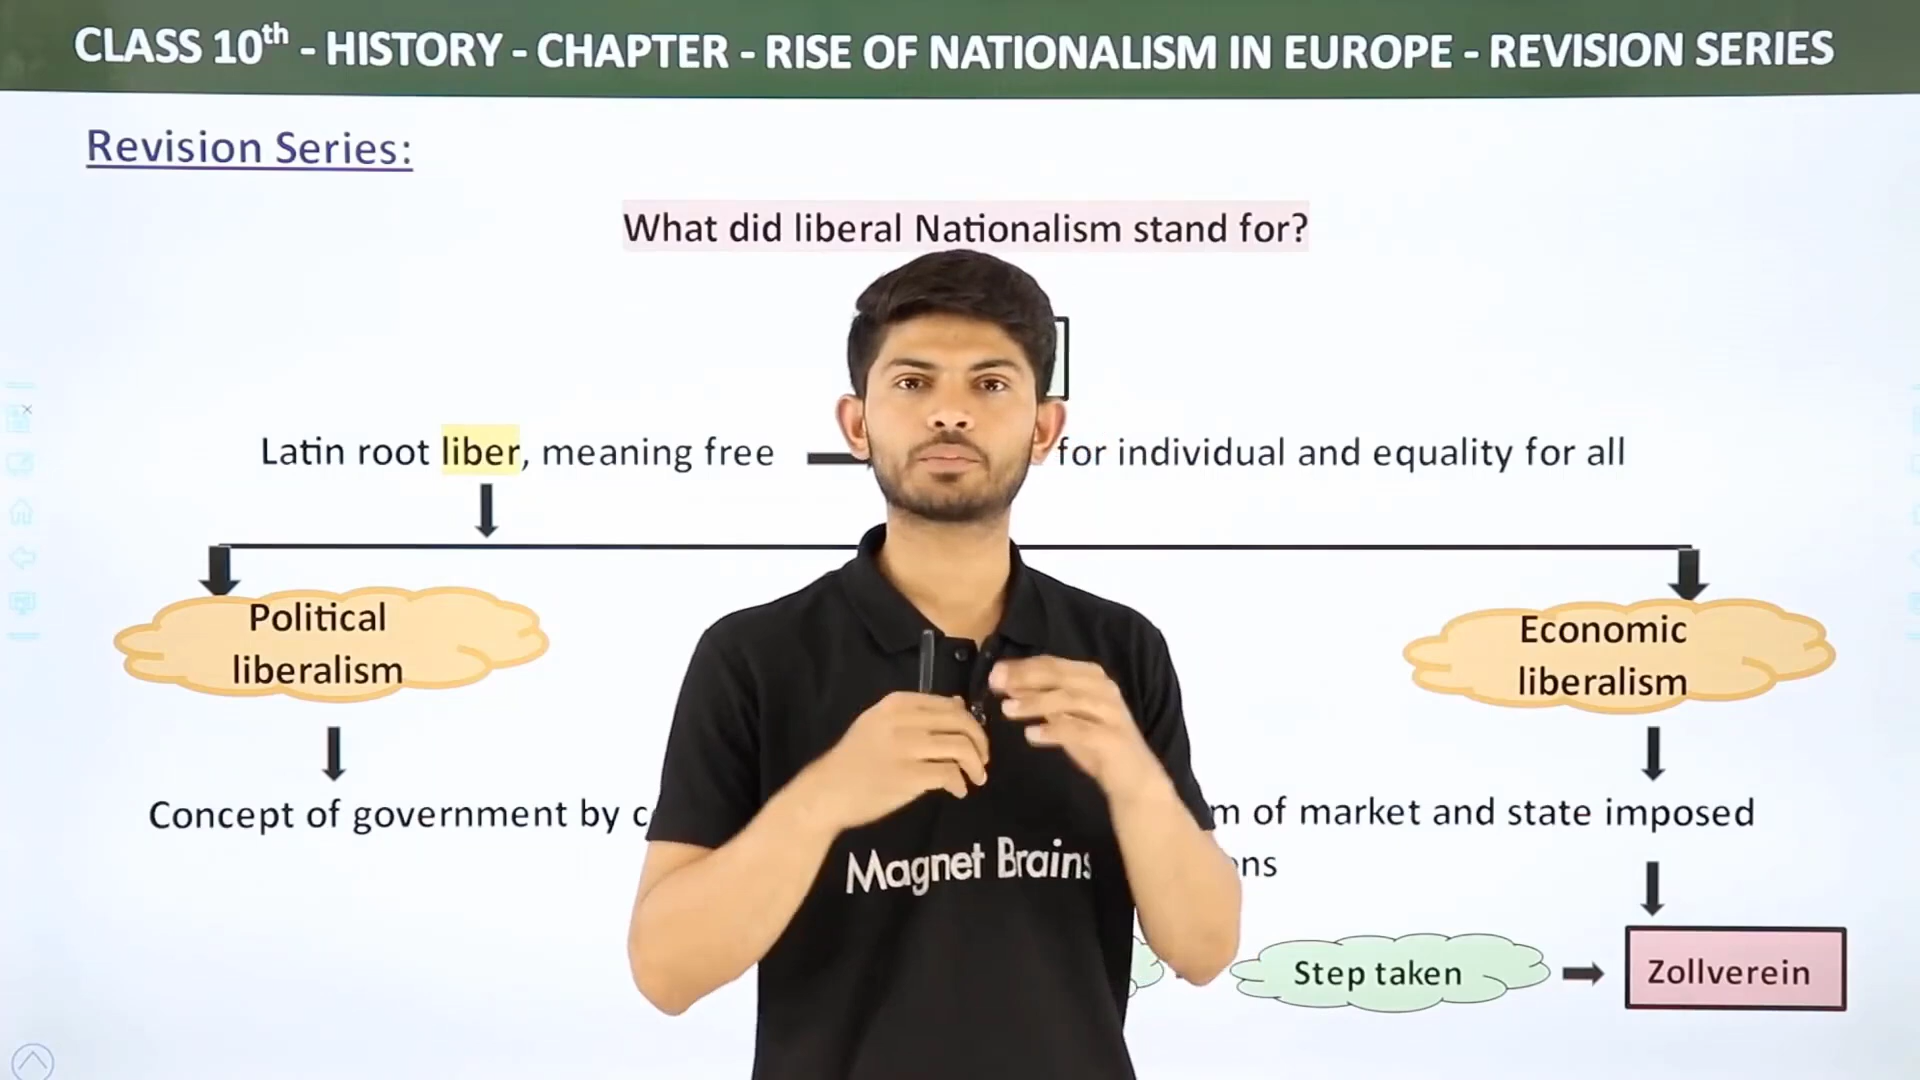 CLASS 10th - HISTORY - CHAPTER - RISE OF NATIONALISM IN EUROPE - REVISION SERIES
Revision Series:
What did liberal Nationalism stand for?
Latin root liber, meaning free
for individual and equality for all
Political
liberalism
Economic
liberalism
Concept of government by
of market and state imposed
Magnet Brains
Step taken
Zollverein